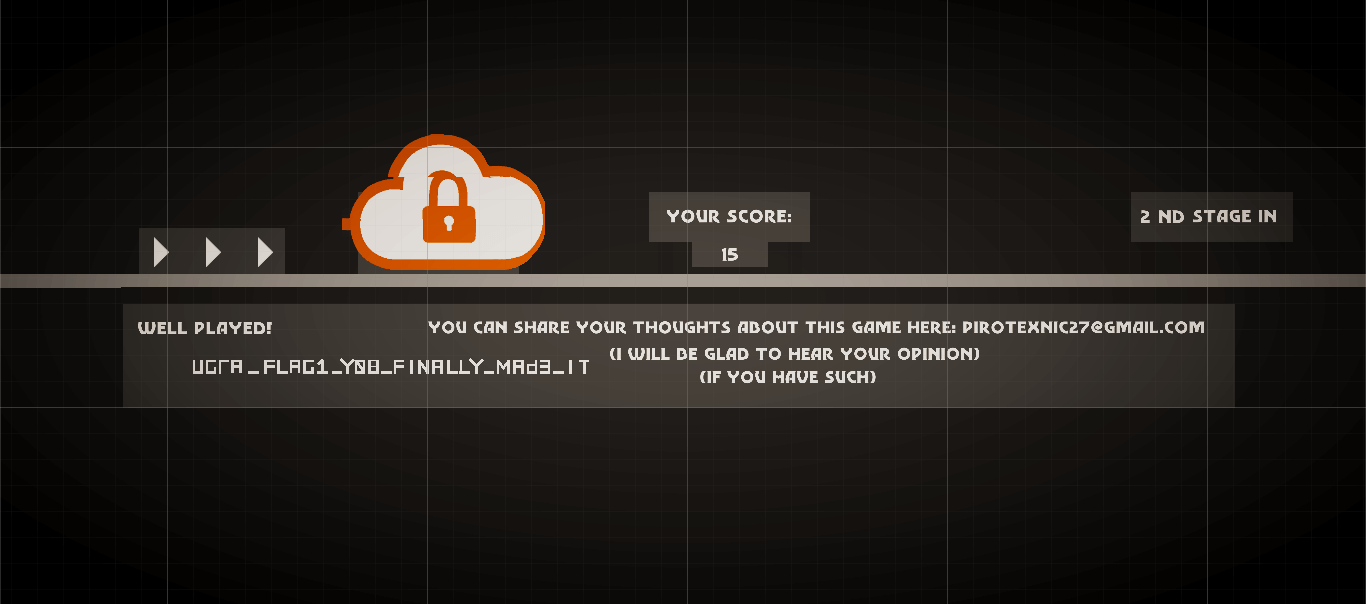 YOUR SCORE:
15
2 ND STAGE IN
WELL PLAYED!
YOU CAN SHARE YOUR THOUGHTS ABOUT THIS GAME HERE: PIROTEXNIC27@GMAIL.COM
UGrA_FLAG1_Y08_FINALLY_MAd3_IT
(I WILL BE GLAD TO HEAR YOUR OPINION)
(IF YOU HAVE SUCH)